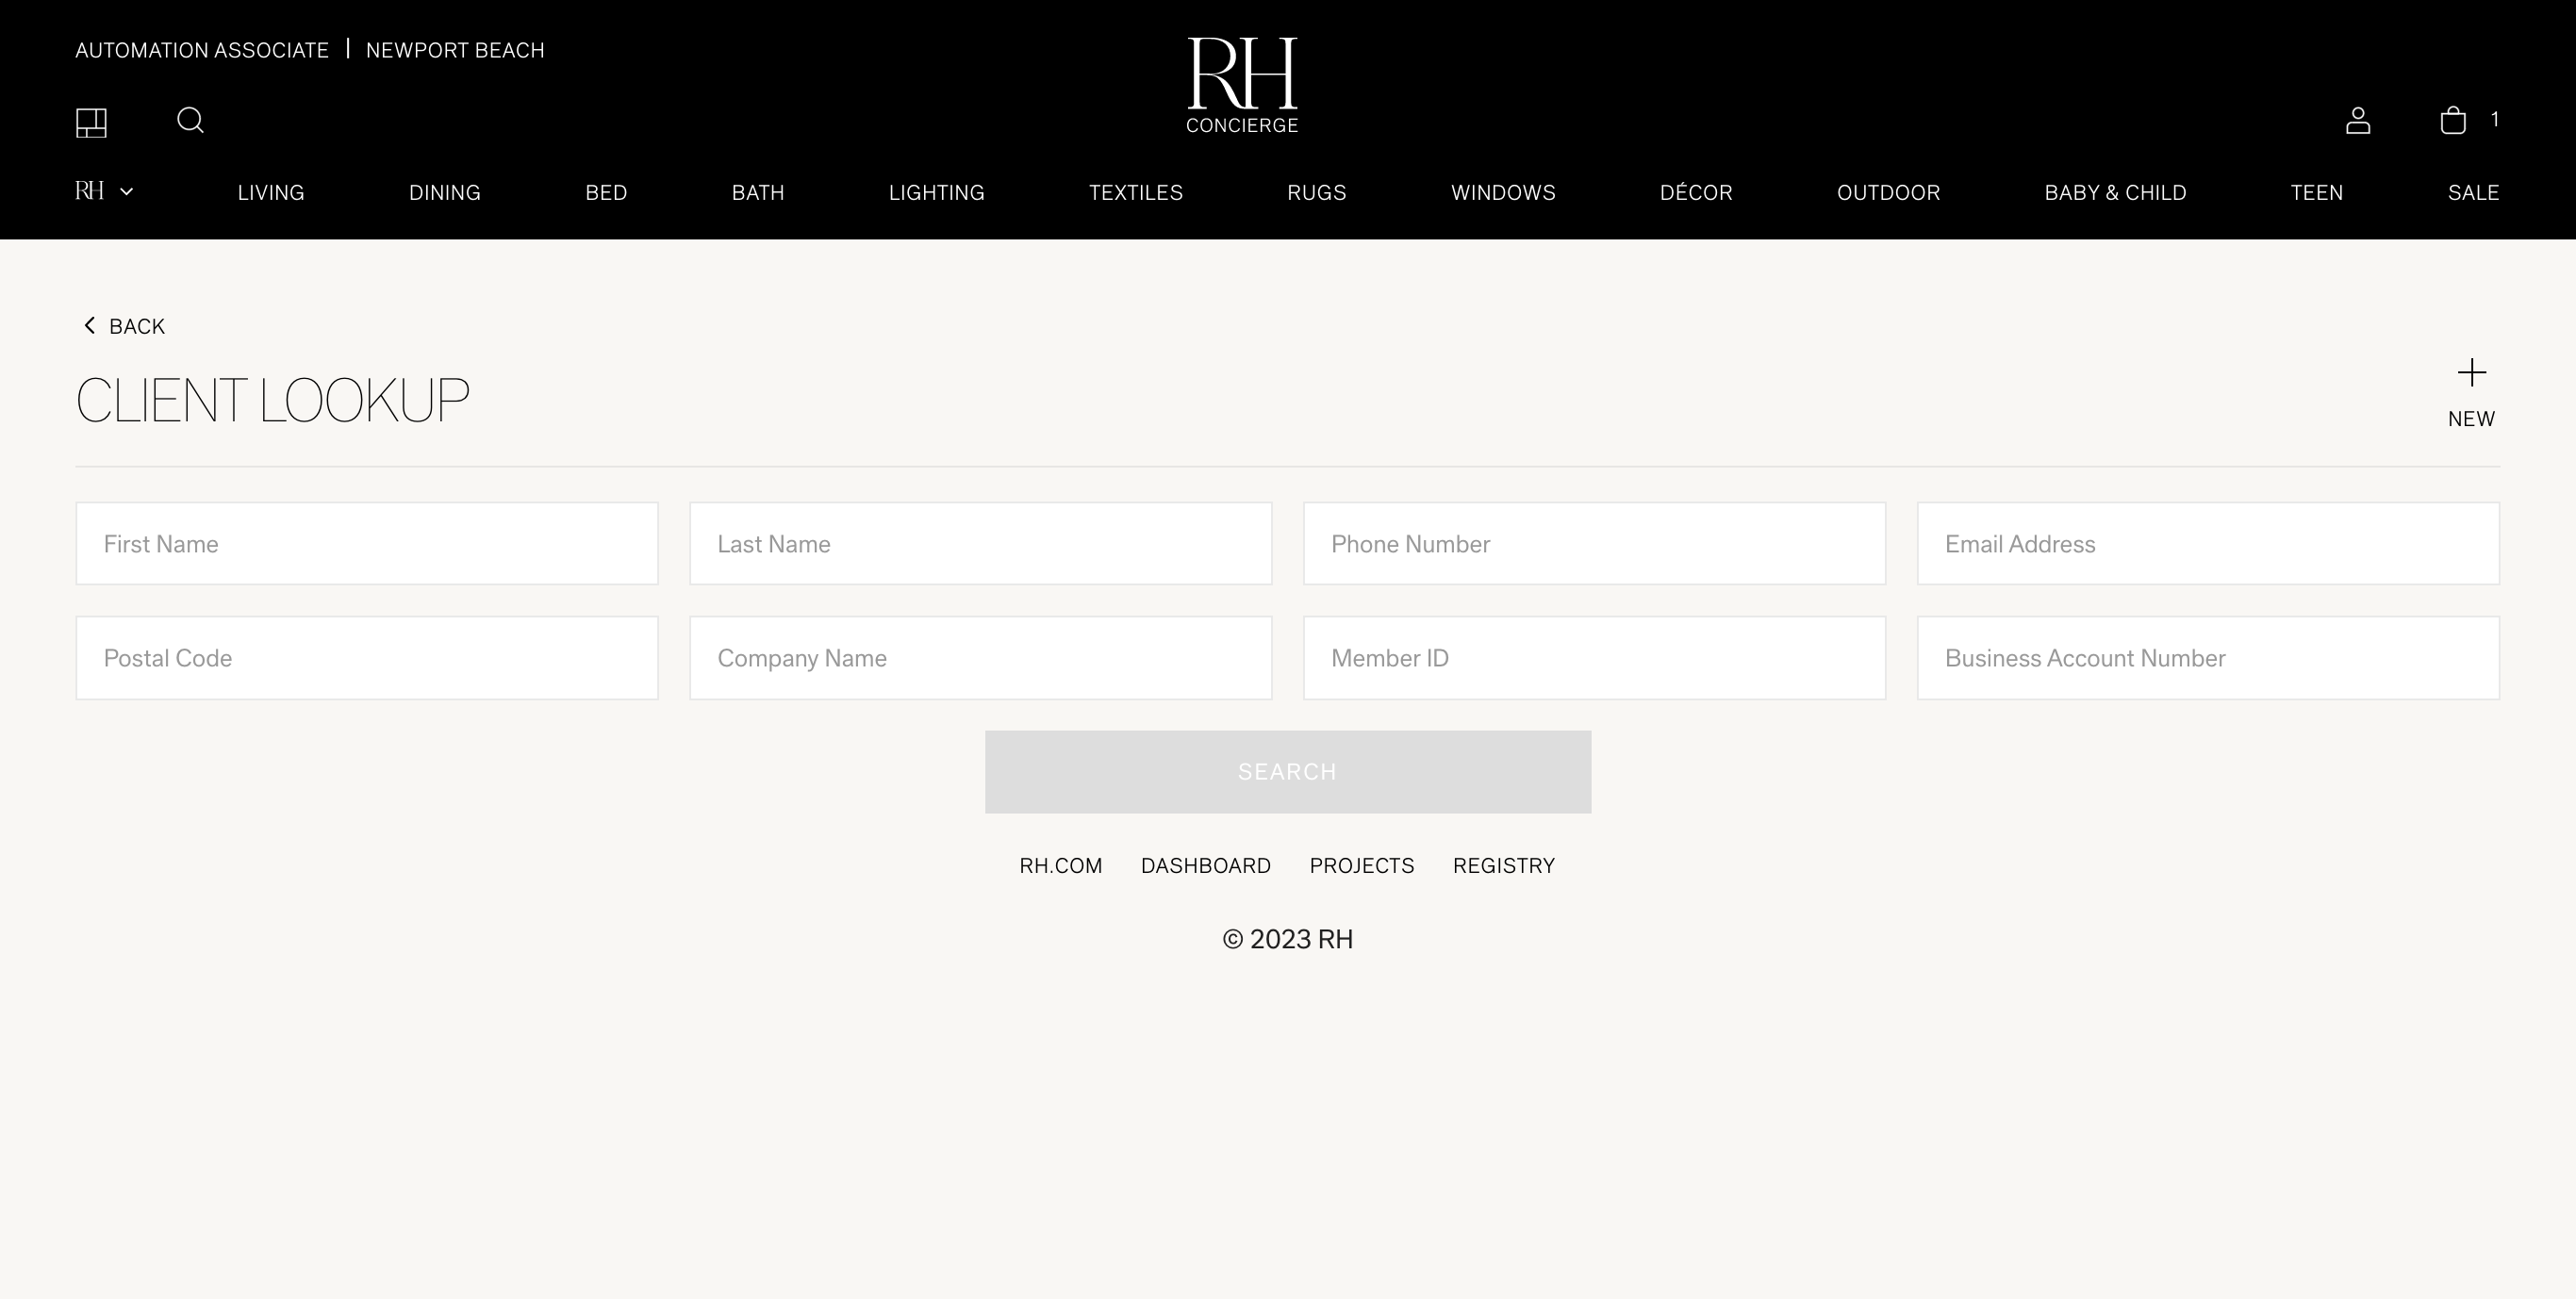 AUTOMATION ASSOCIATE | NEWPORT BEACH
RH
CONCIERGE
1
RH LIVING DINING BED BATH LIGHTING TEXTILES RUGS WINDOWS DÉCOR OUTDOOR BABY & CHILD TEEN SALE
BACK
CLIENT LOOKUP
NEW
First Name Last Name Phone Number Email Address
Postal Code Company Name Member ID Business Account Number
SEARCH
RH.COM DASHBOARD PROJECTS REGISTRY
© 2023 RH